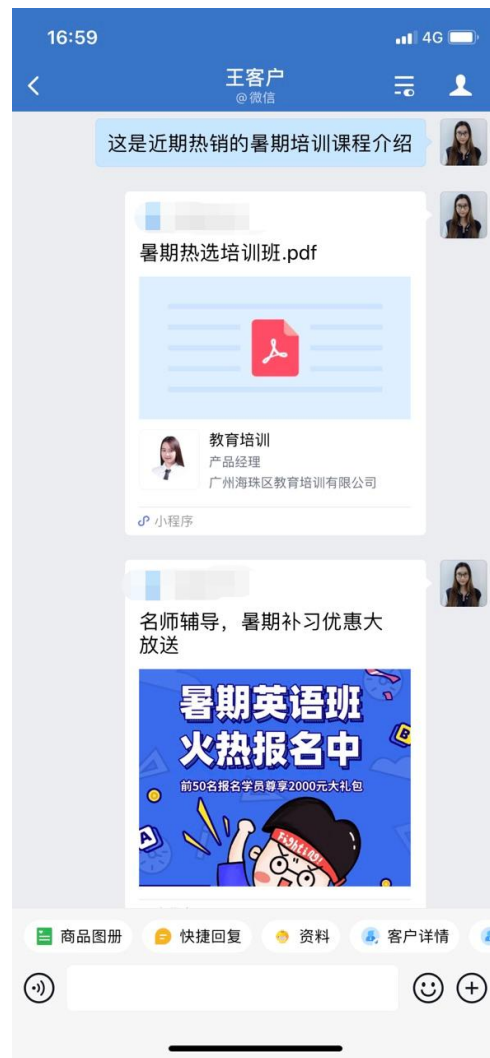 16:59
4G
王客户
@微信
这是近期热销的暑期培训课程介绍
暑期热选培训班.pdf
教育培训
产品经理
广州海珠区教育培训有限公司
小程序
名师辅导，暑期补习优惠大
放送
暑期英语班
火热报名中
前50名报名学员尊享2000元大礼包
B
A
Fighting!
商品图册
快捷回复
资料
客户详情